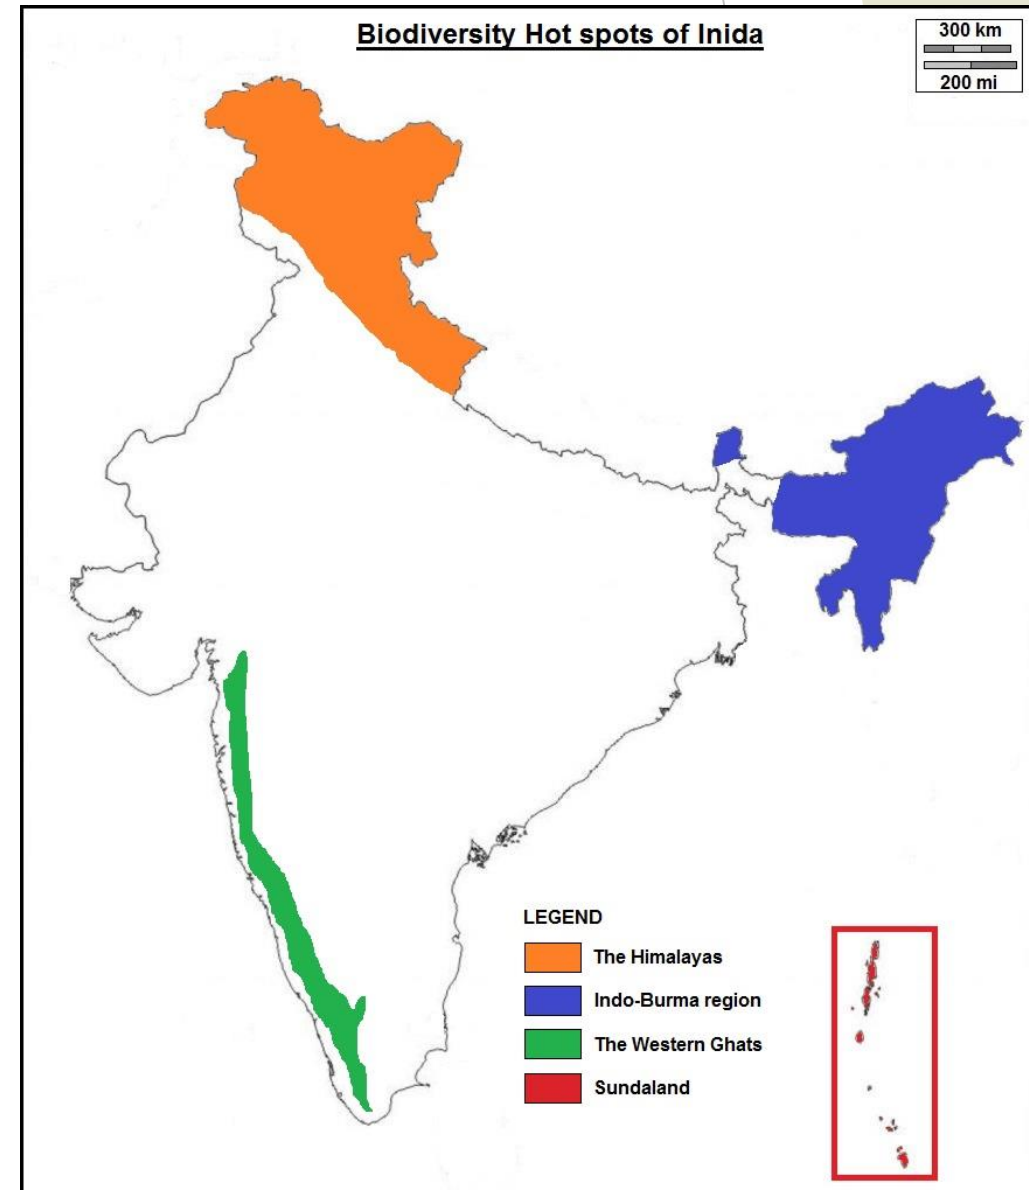 Biodiversity Hot spots of Inida
300 km
200 mi
LEGEND
The Himalayas
Indo-Burma region
The Western Ghats
Sundaland